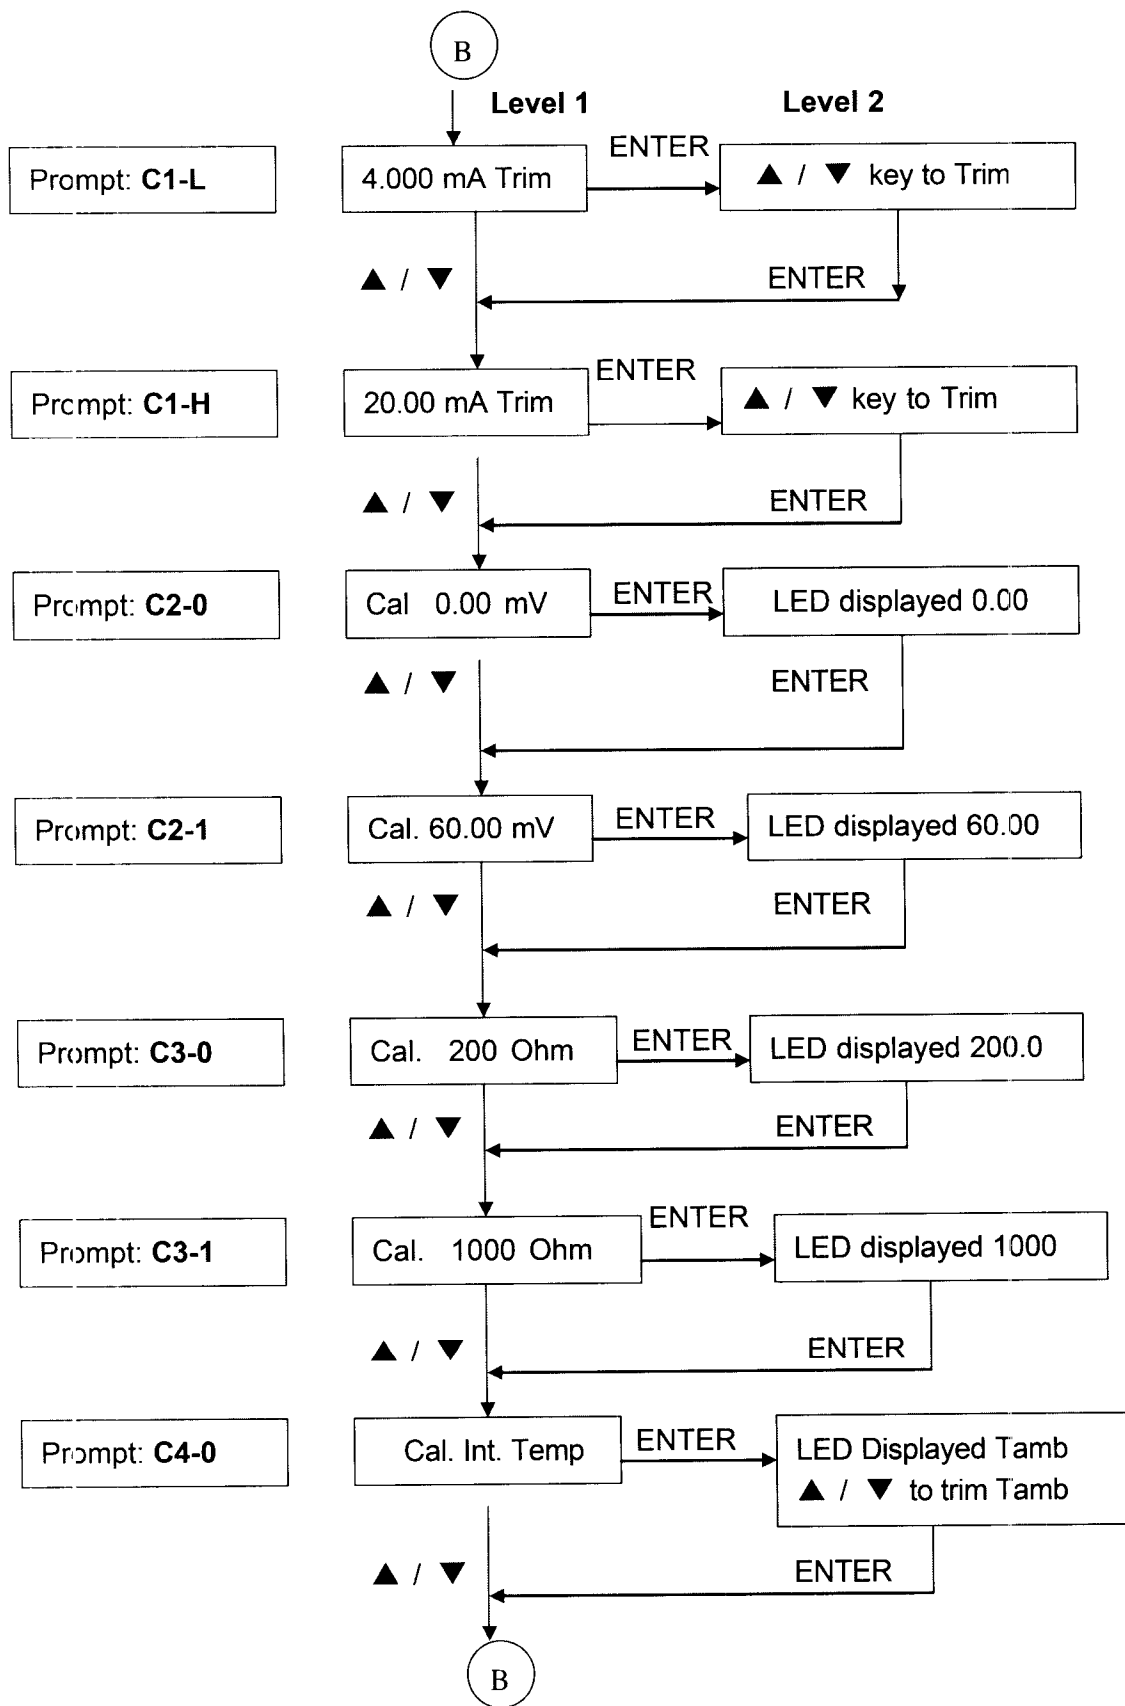 B
Level 1 Level 2
ENTER
Prompt: C1-L 4.000 mA Trim ▲ / ▼ key to Trim
▲ / ▼ ENTER
ENTER
Prompt: C1-H 20.00 mA Trim ▲ / ▼ key to Trim
▲ / ▼ ENTER
Prompt: C2-0 Cal 0.00 mV ENTER LED displayed 0.00
▲ / ▼ ENTER
Prompt: C2-1 Cal. 60.00 mV ENTER LED displayed 60.00
▲ / ▼ ENTER
Prompt: C3-0 Cal. 200 Ohm ENTER LED displayed 200.0
▲ / ▼ ENTER
ENTER
Prompt: C3-1 Cal. 1000 Ohm LED displayed 1000
▲ / ▼ ENTER
Prompt: C4-0 Cal. Int. Temp ENTER LED Displayed Tamb
▲ / ▼ to trim Tamb
▲ / ▼ ENTER
B